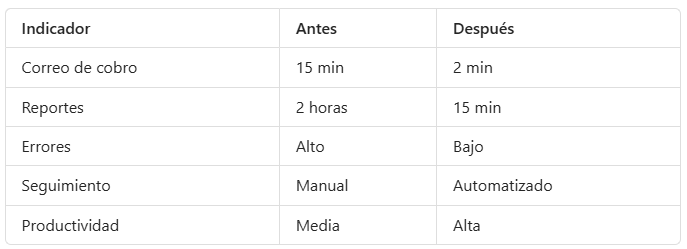 Indicador Antes Después
Correo de cobro 15 min 2 min
Reportes 2 horas 15 min
Errores Alto Bajo
Seguimiento Manual Automatizado
Productividad Media Alta